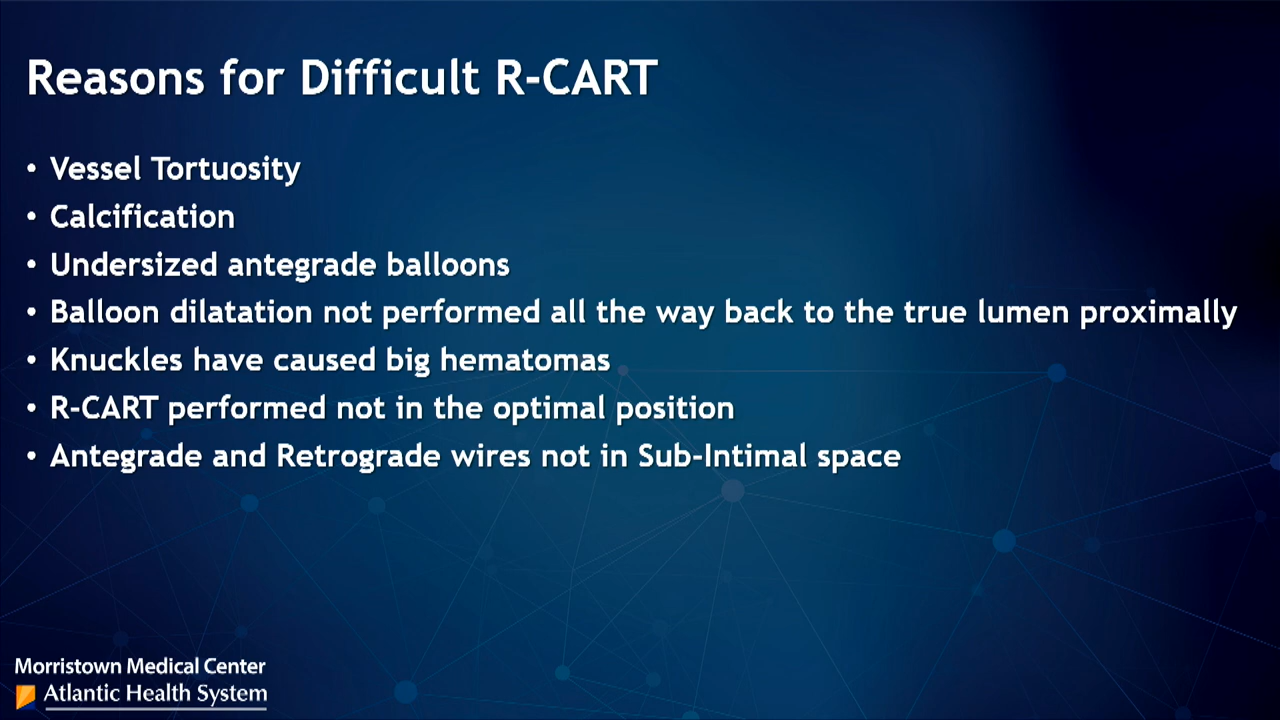 Reasons for Difficult R-CART
• Vessel Tortuosity
• Calcification
• Undersized antegrade balloons
• Balloon dilatation not performed all the way back to the true lumen proximally
• Knuckles have caused big hematomas
• R-CART performed not in the optimal position
• Antegrade and Retrograde wires not in Sub-Intimal space
Morristown Medical Center
Atlantic Health System